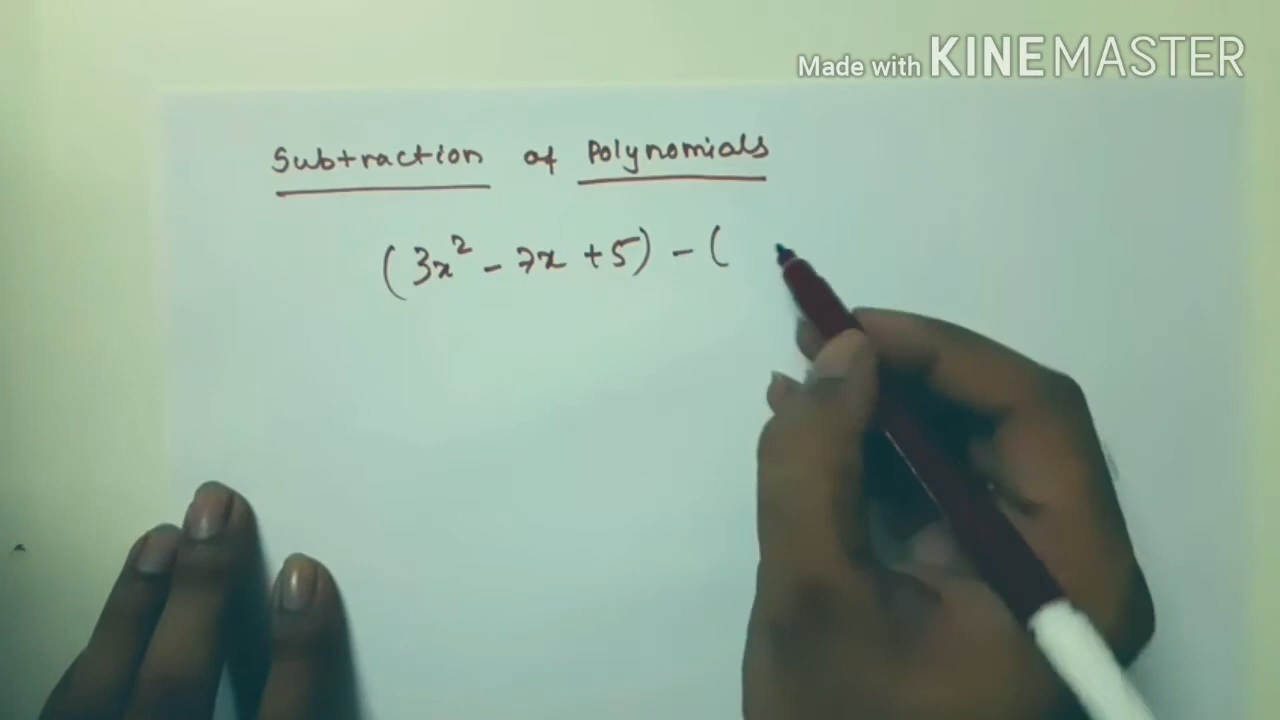 Made with KINEMASTER
Subtraction of Polynomials
(3x² - 7x + 5) - (